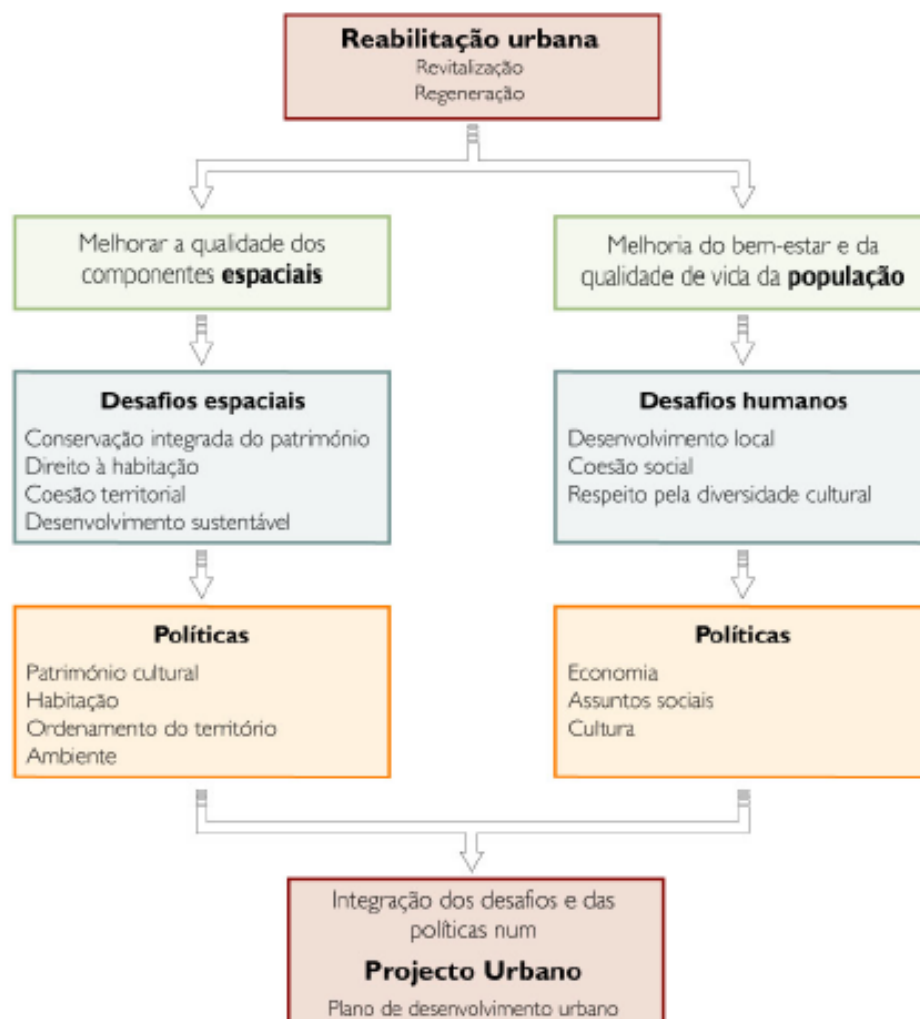 Reabilitação urbana
Revitalização
Regeneração
Melhorar a qualidade dos
componentes espaciais
Melhoria do bem-estar e da
qualidade de vida da população
Desafios espaciais
Conservação integrada do património
Direito à habitação
Coesão territorial
Desenvolvimento sustentável
Desafios humanos
Desenvolvimento local
Coesão social
Respeito pela diversidade cultural
Políticas
Património cultural
Habitação
Ordenamento do território
Ambiente
Políticas
Economia
Assuntos sociais
Cultura
Integração dos desafios e das
políticas num
Projecto Urbano
Plano de desenvolvimento urbano